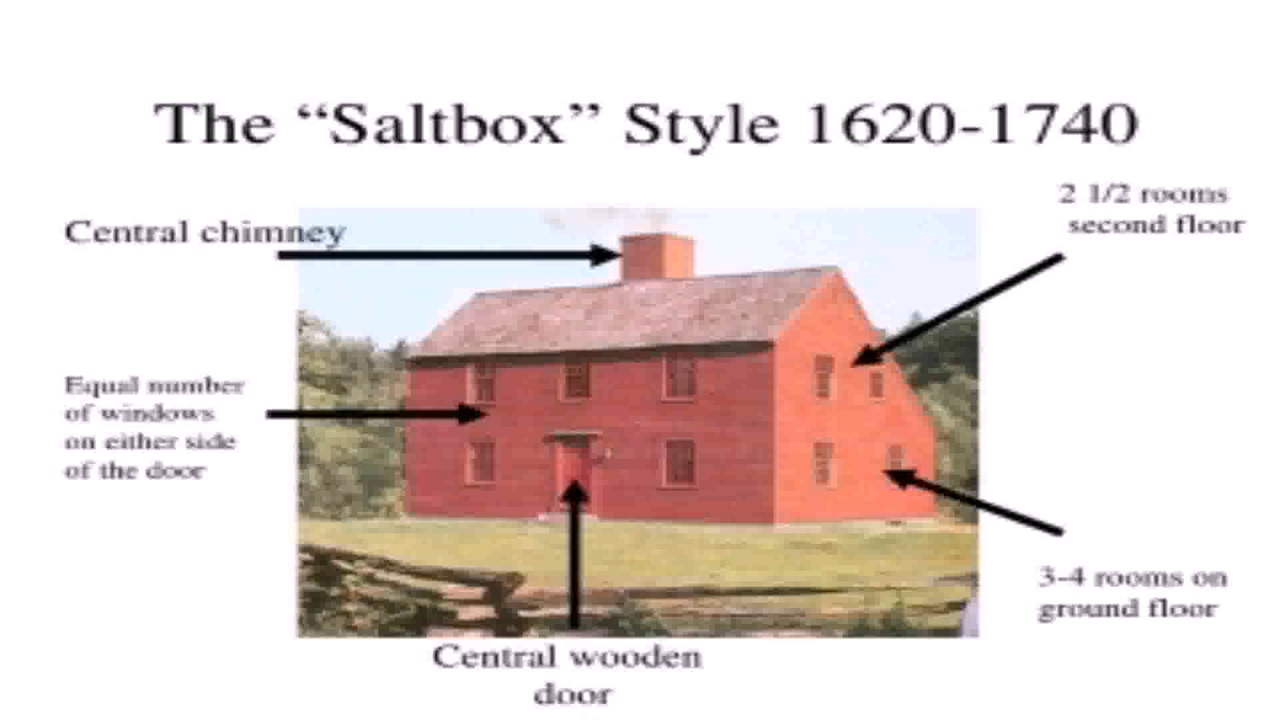 The “Saltbox” Style 1620-1740
Central chimney
2 1/2 rooms
second floor
Equal number
of windows
on either side
of the door
3-4 rooms on
ground floor
Central wooden
door